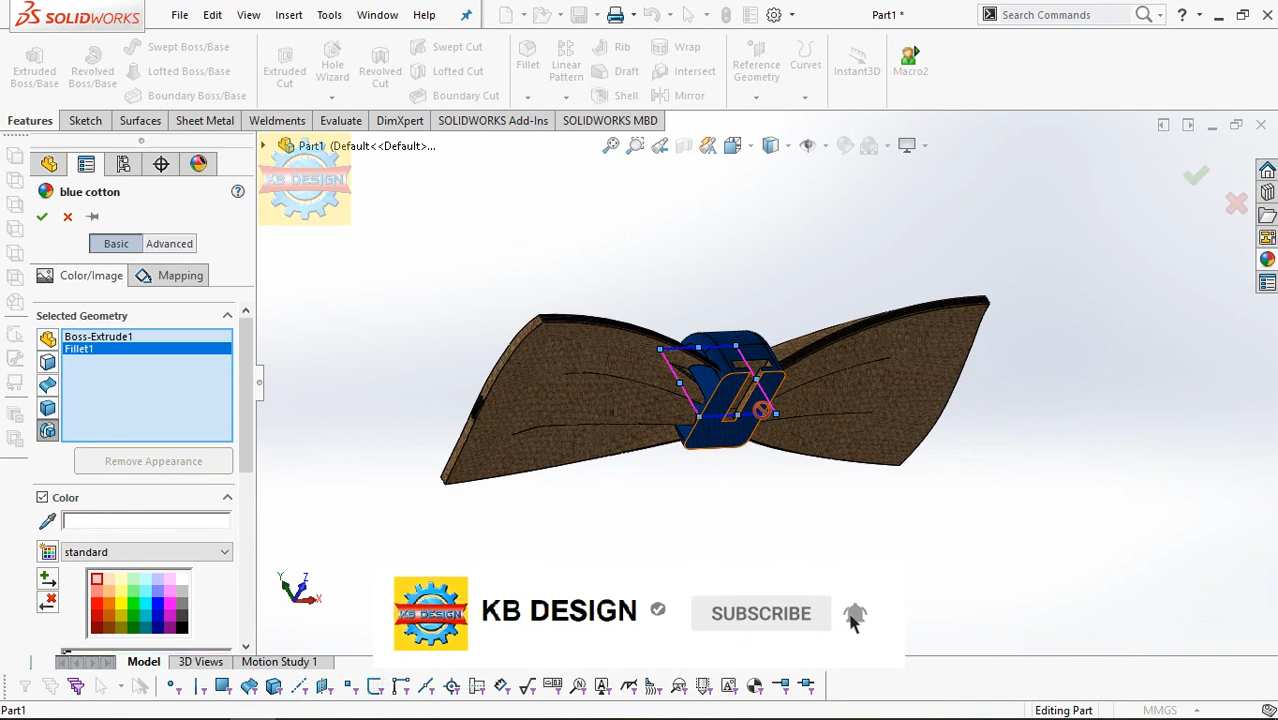 SOLIDWORKS
File Edit View Insert Tools Window Help
Part1 *
Search Commands
Extruded Boss/Base
Revolved Boss/Base
Swept Boss/Base
Lofted Boss/Base
Boundary Boss/Base
Extruded Cut
Hole Wizard
Revolved Cut
Swept Cut
Lofted Cut
Boundary Cut
Fillet
Linear Pattern
Rib
Draft
Shell
Wrap
Intersect
Mirror
Reference Geometry
Curves
Instant3D
Macro2
Features Sketch Surfaces Sheet Metal Weldments Evaluate DimXpert SOLIDWORKS Add-Ins SOLIDWORKS MBD
Part1 (Default<<Default>...
KB DESIGN
blue cotton
Basic Advanced
Color/Image Mapping
Selected Geometry
Boss-Extrude1
Fillet1
Remove Appearance
Color
standard
Y Z X
KB DESIGN
KB DESIGN
SUBSCRIBE
Model 3D Views Motion Study 1
Part1
Editing Part
MMGS